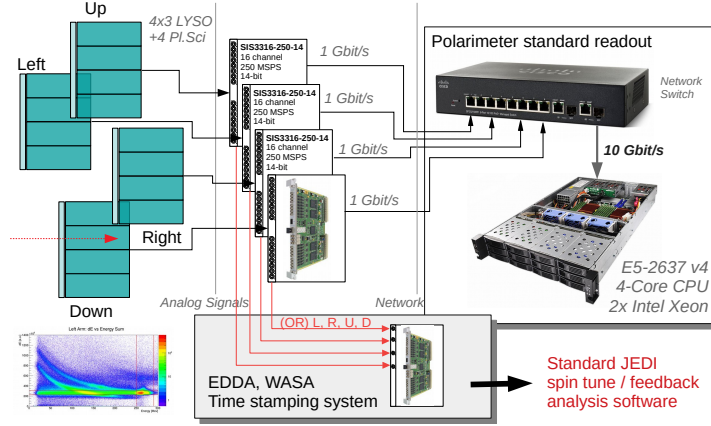 Up
4x3 LYSO
+4 Pl.Sci
Left
SIS3316-250-14
16 channel
250 MSPS
14-bit
SIS3316-250-14
16 channel
250 MSPS
14-bit
SIS3316-250-14
16 channel
250 MSPS
14-bit
1 Gbit/s
1 Gbit/s
1 Gbit/s
1 Gbit/s
Polarimeter standard readout
Network
Switch
10 Gbit/s
E5-2637 v4
4-Core CPU
2x Intel Xeon
Right
Down
Analog Signals
Network
(OR) L, R, U, D
EDDA, WASA
Time stamping system
Standard JEDI
spin tune / feedback
analysis software
Left Arm: dE vs Energy Sum